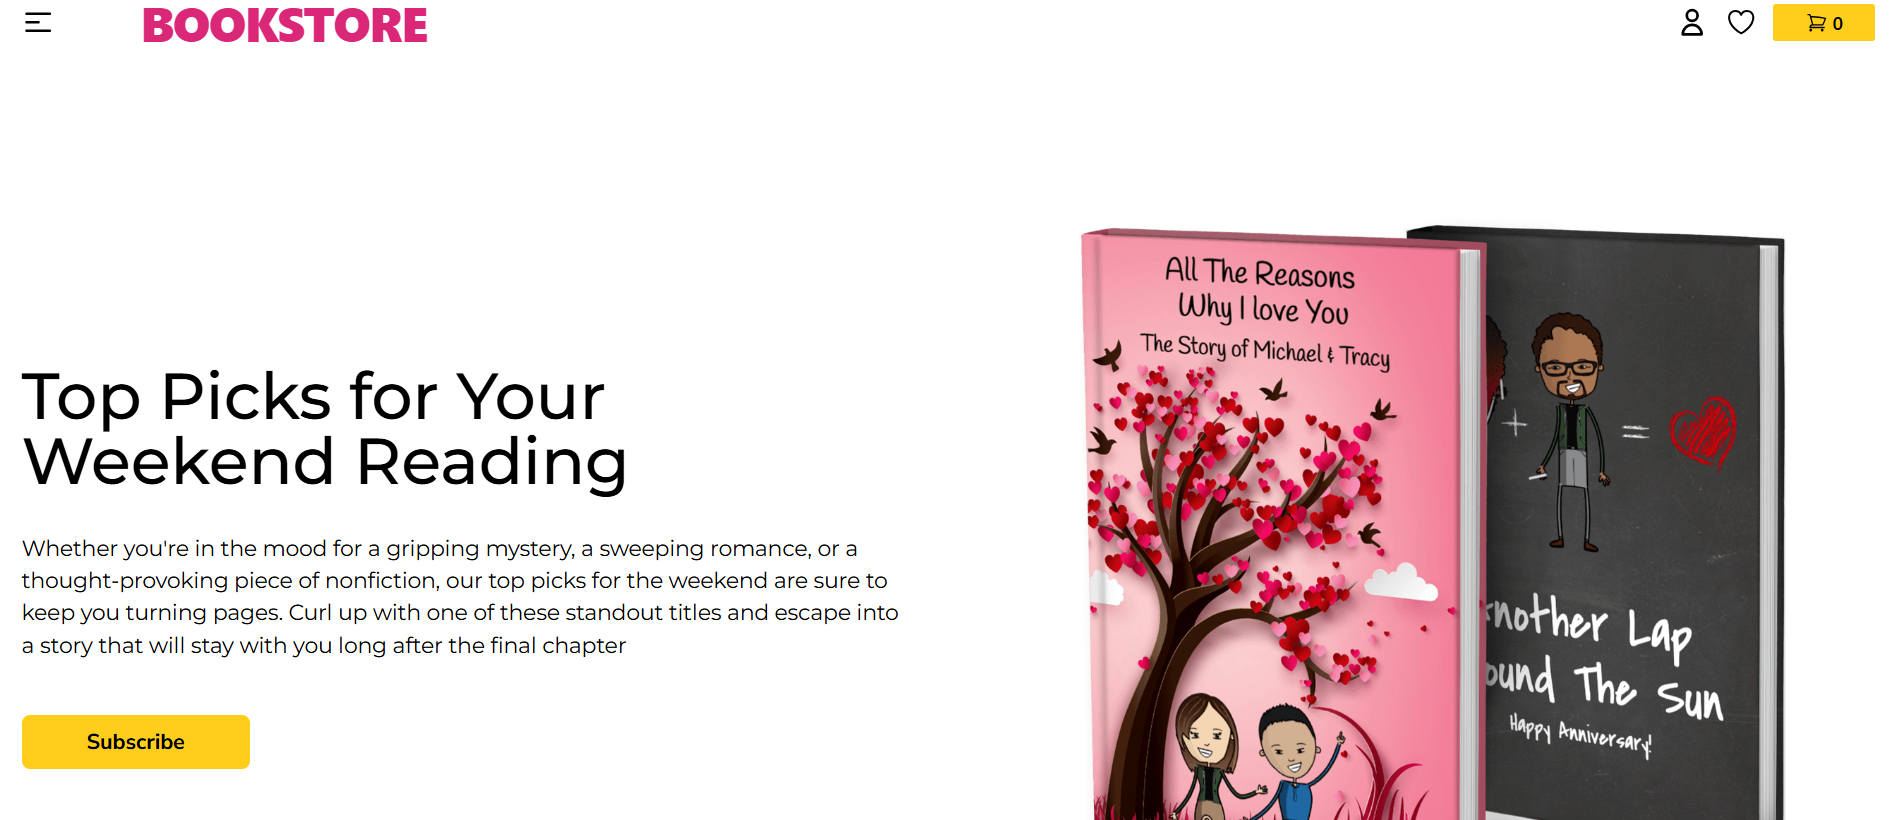 BOOKSTORE
0
Top Picks for Your
Weekend Reading
Whether you're in the mood for a gripping mystery, a sweeping romance, or a
thought-provoking piece of nonfiction, our top picks for the weekend are sure to
keep you turning pages. Curl up with one of these standout titles and escape into
a story that will stay with you long after the final chapter
Subscribe
All The Reasons
Why I love You
The Story of Michael & Tracy
+
=
Lap
The Sun
Happy Anniversary!